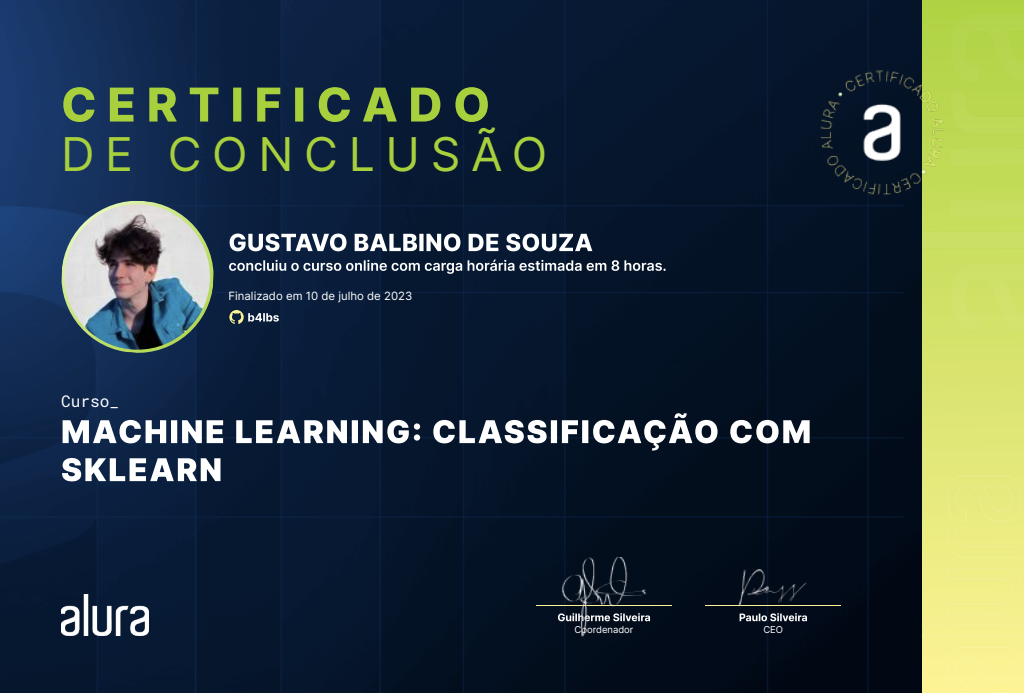 CERTIFICADO
DE CONCLUSÃO
CERTIFICADO ALURA • CERTIFICADO ALURA •
a
GUSTAVO BALBINO DE SOUZA
concluiu o curso online com carga horária estimada em 8 horas.
Finalizado em 10 de julho de 2023
b4lbs
Curso_
MACHINE LEARNING: CLASSIFICAÇÃO COM
SKLEARN
alura
Guilherme Silveira
Coordenador
Paulo Silveira
CEO